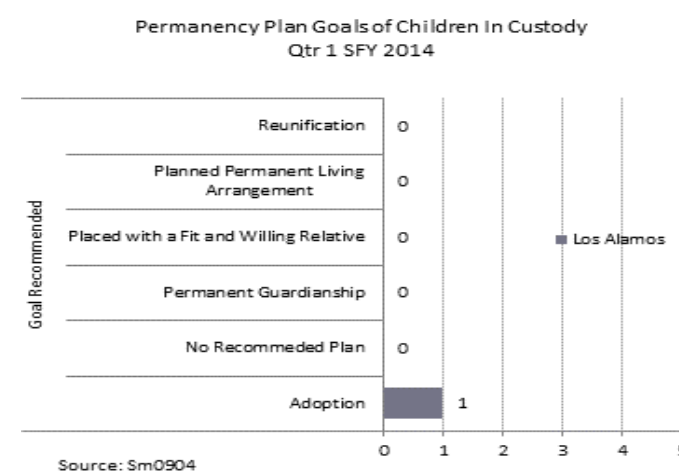 Permanency Plan Goals of Children In Custody
Qtr 1 SFY 2014
Goal Recommended
Reunification 0
Planned Permanent Living
Arrangement 0
Placed with a Fit and Willing Relative 0
Los Alamos
Permanent Guardianship 0
No Recommeded Plan 0
Adoption 1
0 1 2 3 4 5
Source: Sm0904